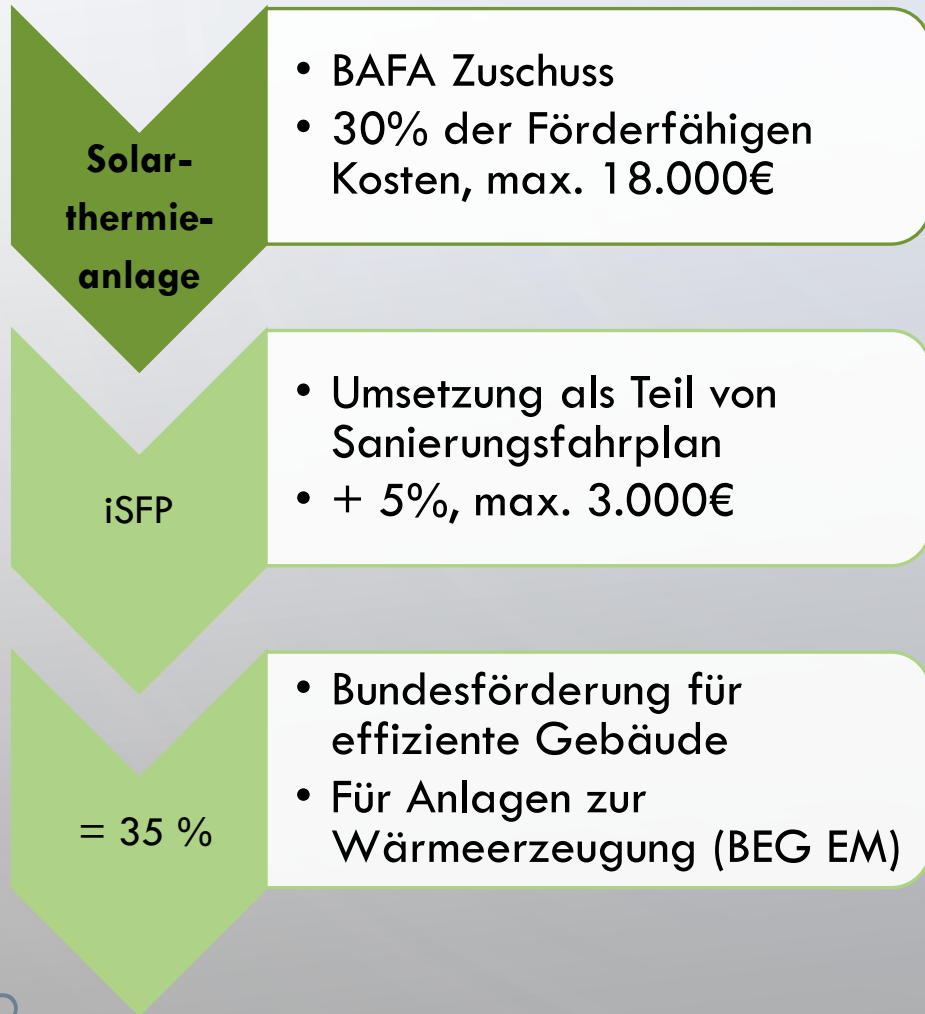 Solar-
thermie-
anlage
• BAFA Zuschuss
• 30% der Förderfähigen
Kosten, max. 18.000€
iSFP
• Umsetzung als Teil von
Sanierungsfahrplan
• + 5%, max. 3.000€
= 35 %
• Bundesförderung für
effiziente Gebäude
• Für Anlagen zur
Wärmeerzeugung (BEG EM)